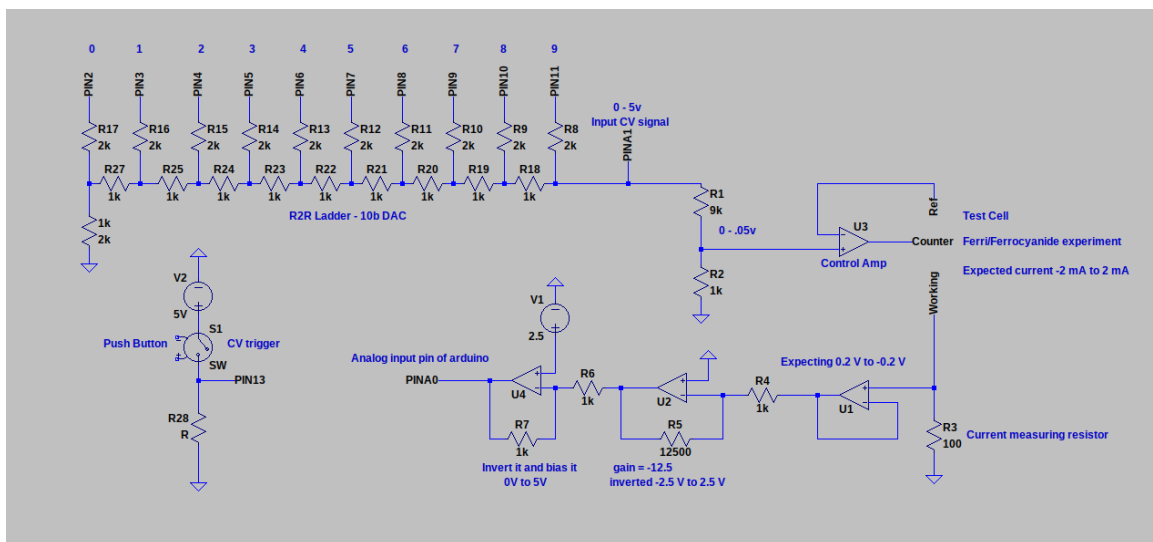 0 1 2 3 4 5 6 7 8 9
PIN2 PIN3 PIN4 PIN5 PIN6 PIN7 PIN8 PIN9 PIN10 PIN11
0 - 5v
Input CV signal
PINA1
R17 R16 R15 R14 R13 R12 R11 R10 R9 R8
2k 2k 2k 2k 2k 2k 2k 2k 2k 2k
R27 R25 R24 R23 R22 R21 R20 R19 R18
1k 1k 1k 1k 1k 1k 1k 1k 1k
R2R Ladder - 10b DAC
1k
2k
R1
9k
0 - .05v
R2
1k
U3
Control Amp
Ref
Counter
Working
Test Cell
Ferri/Ferrocyanide experiment
Expected current -2 mA to 2 mA
V2
5V
S1
Push Button
CV trigger
SW
PIN13
R28
R
V1
2.5
Analog input pin of arduino
PINA0
U4
R7
1k
Invert it and bias it
0V to 5V
R6
1k
U2
R5
12500
gain = -12.5
inverted -2.5 V to 2.5 V
R4
1k
Expecting 0.2 V to -0.2 V
U1
R3
100
Current measuring resistor